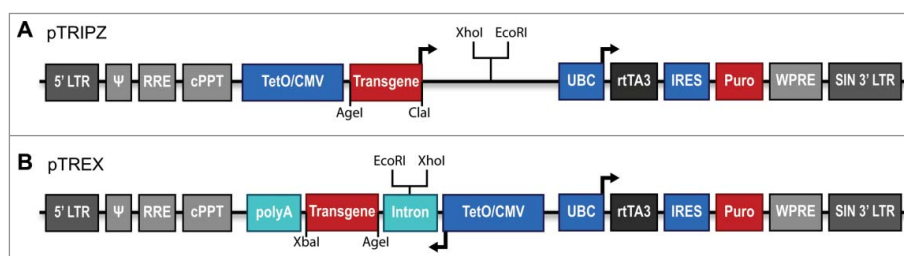 A pTRIPZ
XhoI EcoRI
5' LTR Ψ RRE cPPT TetO/CMV Transgene UBC rtTA3 IRES Puro WPRE SIN 3' LTR
AgeI ClaI
B pTREX
EcoRI XhoI
5' LTR Ψ RRE cPPT polyA Transgene Intron TetO/CMV UBC rtTA3 IRES Puro WPRE SIN 3' LTR
XbaI AgeI